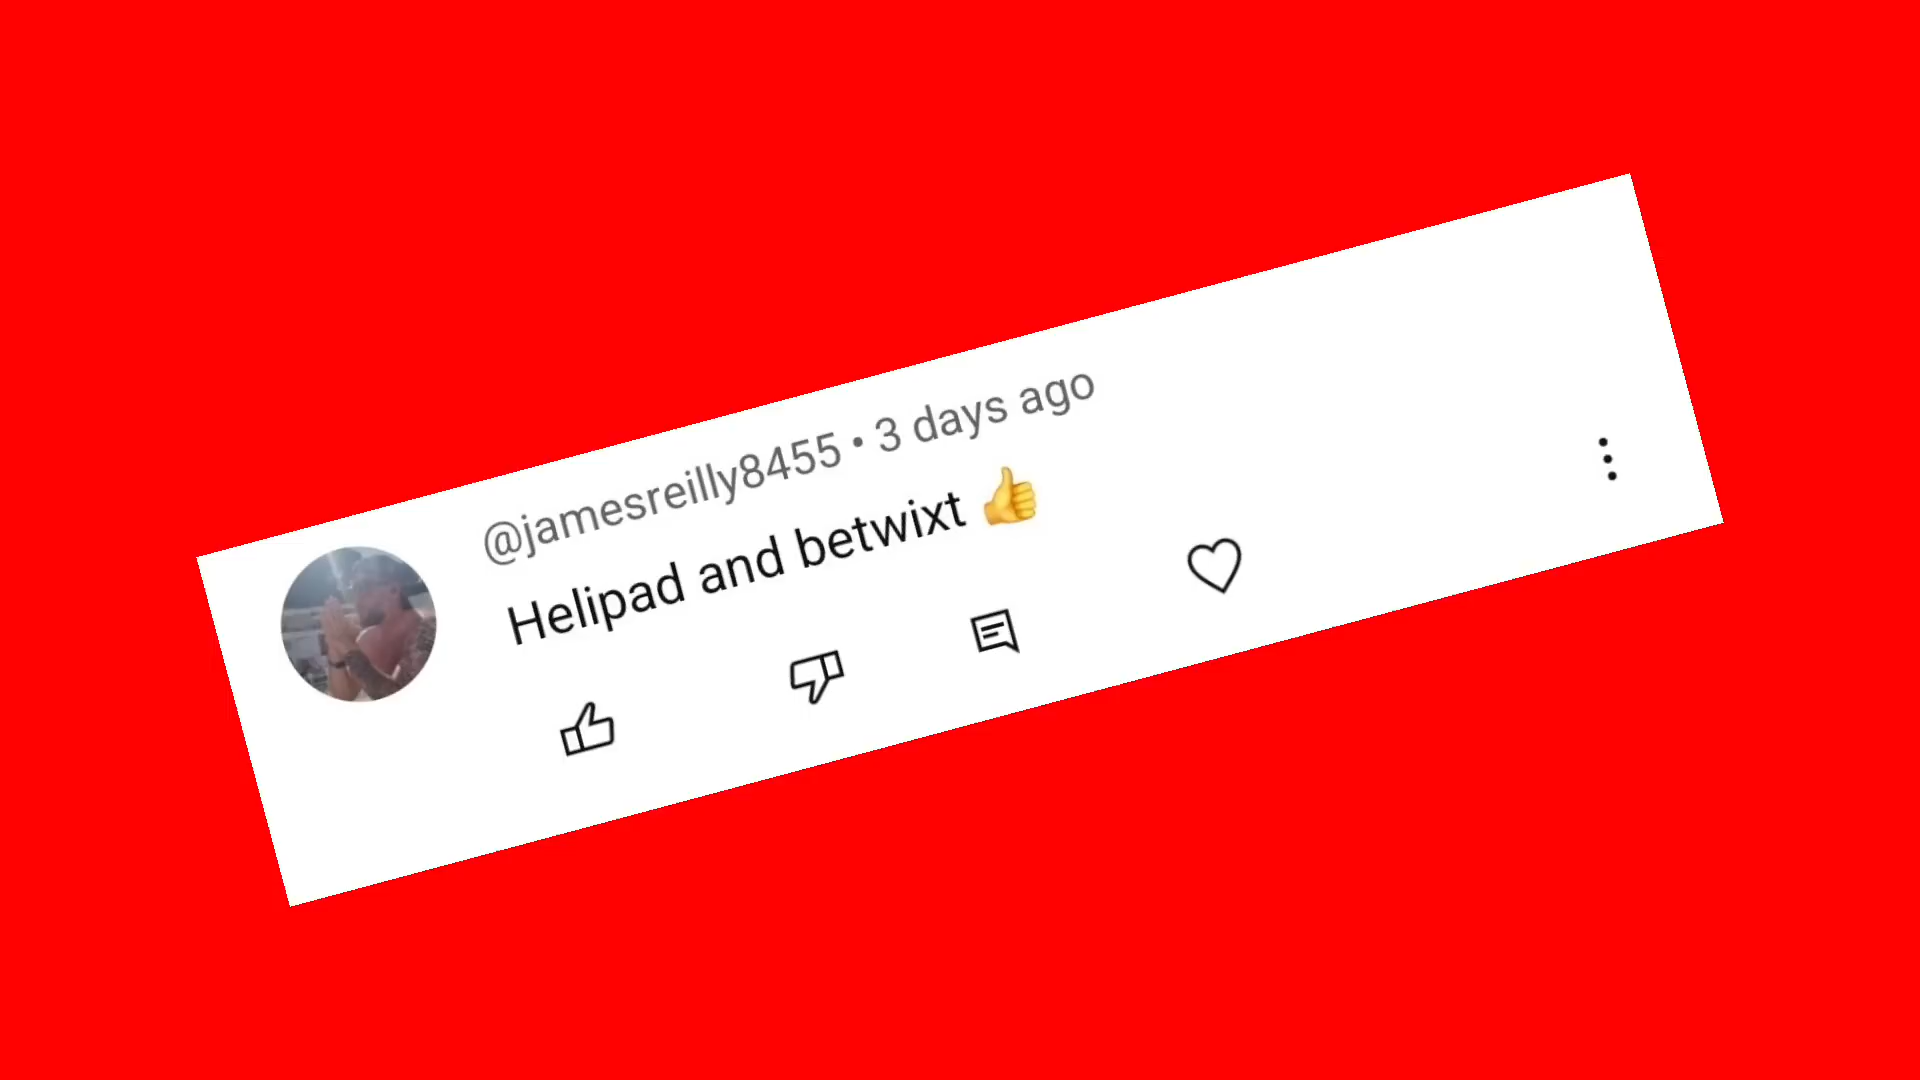 @jamesreilly8455 • 3 days ago
Helipad and betwixt 👍